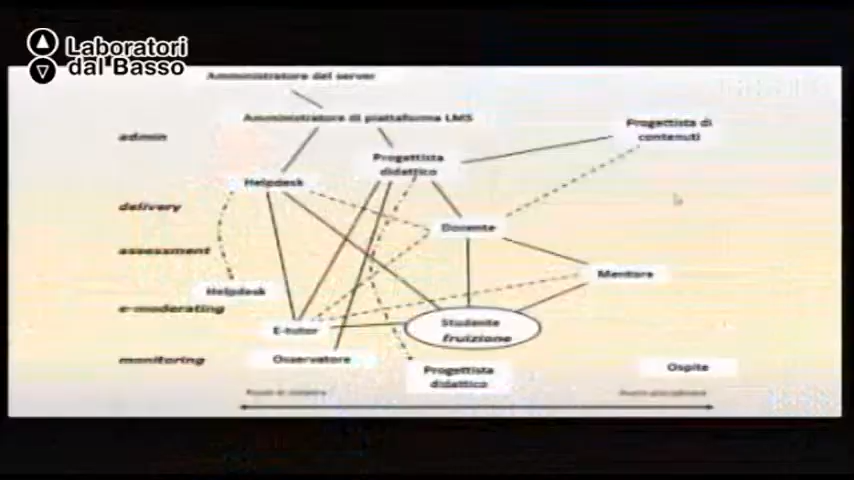 Laboratori
dal Basso
Amministratore del server
Amministratore di piattaforma LMS
admin
Progettista di
contenuti
Progettista
didattico
Helpdesk
delivery
Docente
assessment
Mentore
Helpdesk
e-moderating
E-tutor
Studente
fruizione
monitoring
Osservatore
Progettista
didattico
Ospite